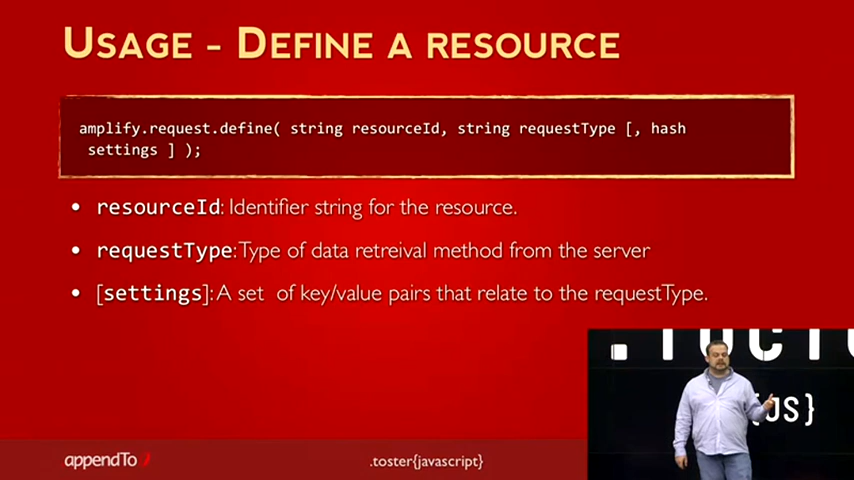 USAGE - DEFINE A RESOURCE
amplify.request.define( string resourceId, string requestType [, hash
settings ] );
• resourceId: Identifier string for the resource.
• requestType: Type of data retreival method from the server
• [settings]: A set of key/value pairs that relate to the requestType.
{JS}
appendTo
.toster{javascript}